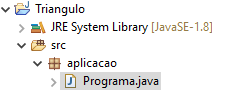 Triangulo
JRE System Library [JavaSE-1.8]
src
aplicacao
Programa.java